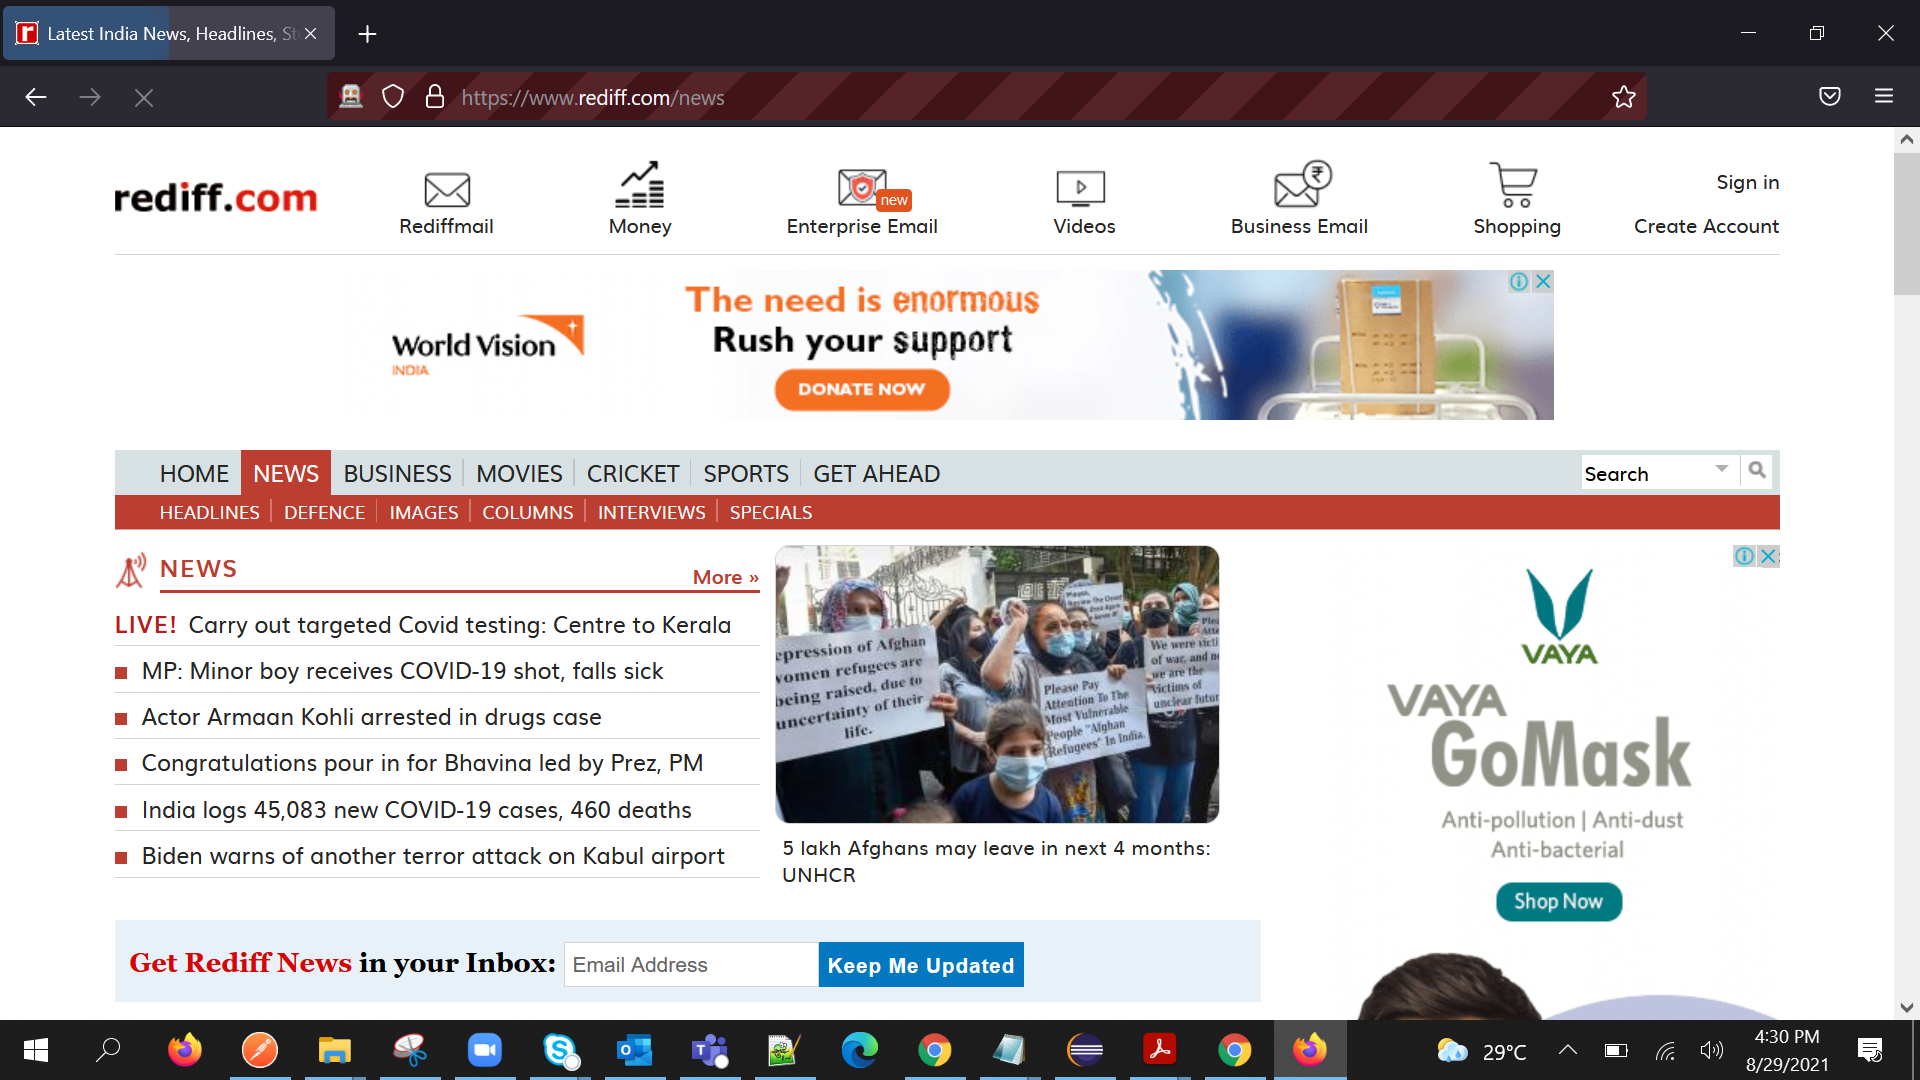 Latest India News, Headlines, St
https://www.rediff.com/news
rediff.com
Rediffmail
Money
new
Enterprise Email
Videos
Business Email
Shopping
Sign in
Create Account
World Vision
INDIA
The need is enormous
Rush your support
DONATE NOW
HOME NEWS BUSINESS MOVIES CRICKET SPORTS GET AHEAD
Search
HEADLINES DEFENCE IMAGES COLUMNS INTERVIEWS SPECIALS
NEWS
More »
LIVE! Carry out targeted Covid testing: Centre to Kerala
MP: Minor boy receives COVID-19 shot, falls sick
Actor Armaan Kohli arrested in drugs case
Congratulations pour in for Bhavina led by Prez, PM
India logs 45,083 new COVID-19 cases, 460 deaths
Biden warns of another terror attack on Kabul airport
epression of Afghan
women refugees are
being raised, due to
uncertainty of their
life.
Please Pay
Attention To The
Most Vulnerable
People "Afghan
Refugees" In India.
We were victi
of war, and n
we are the
victims of
unclear futur
5 lakh Afghans may leave in next 4 months:
UNHCR
VAYA
VAYA
GoMask
Anti-pollution | Anti-dust
Anti-bacterial
Shop Now
Get Rediff News in your Inbox:
Email Address
Keep Me Updated
29°C
4:30 PM
8/29/2021